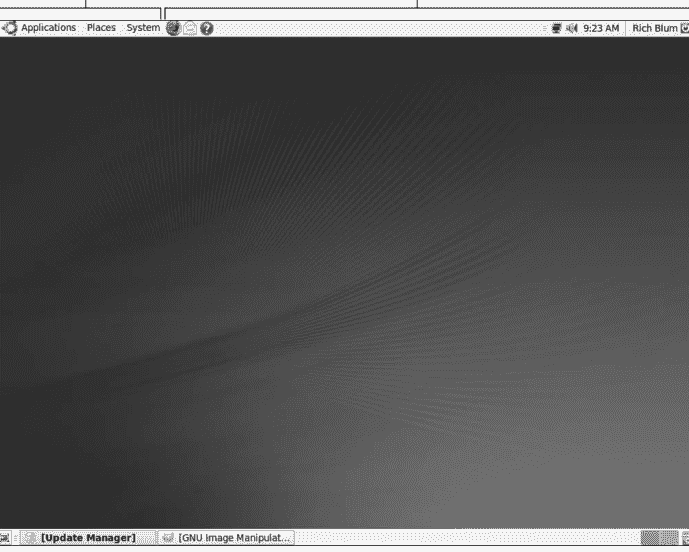 Applications Places System 9:23 AM Rich Blum
[Update Manager] [GNU Image Manipulat...